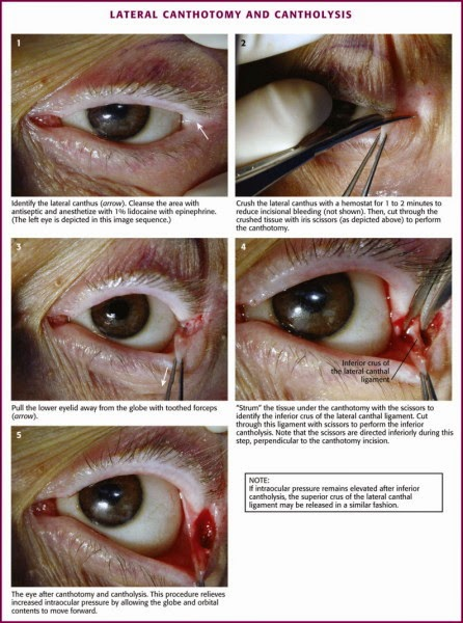 LATERAL CANTHOTOMY AND CANTHOLYSIS
1
Identify the lateral canthus (arrow). Cleanse the area with
antiseptic and anesthetize with 1% lidocaine with epinephrine.
(The left eye is depicted in this image sequence.)
2
Crush the lateral canthus with a hemostat for 1 to 2 minutes to
reduce incisional bleeding (not shown). Then, cut through the
crushed tissue with iris scissors (as depicted above) to perform
the canthotomy.
3
Pull the lower eyelid away from the globe with toothed forceps
(arrow).
4
Inferior crus of
the lateral canthal
ligament
"Strum" the tissue under the canthotomy with the scissors to
identify the inferior crus of the lateral canthal ligament. Cut
through this ligament with scissors to perform the inferior
cantholysis. Note that the scissors are directed inferiorly during this
step, perpendicular to the canthotomy incision.
5
The eye after canthotomy and cantholysis. This procedure relieves
increased intraocular pressure by allowing the globe and orbital
contents to move forward.
NOTE:
If intraocular pressure remains elevated after inferior
cantholysis, the superior crus of the lateral canthal
ligament may be released in a similar fashion.